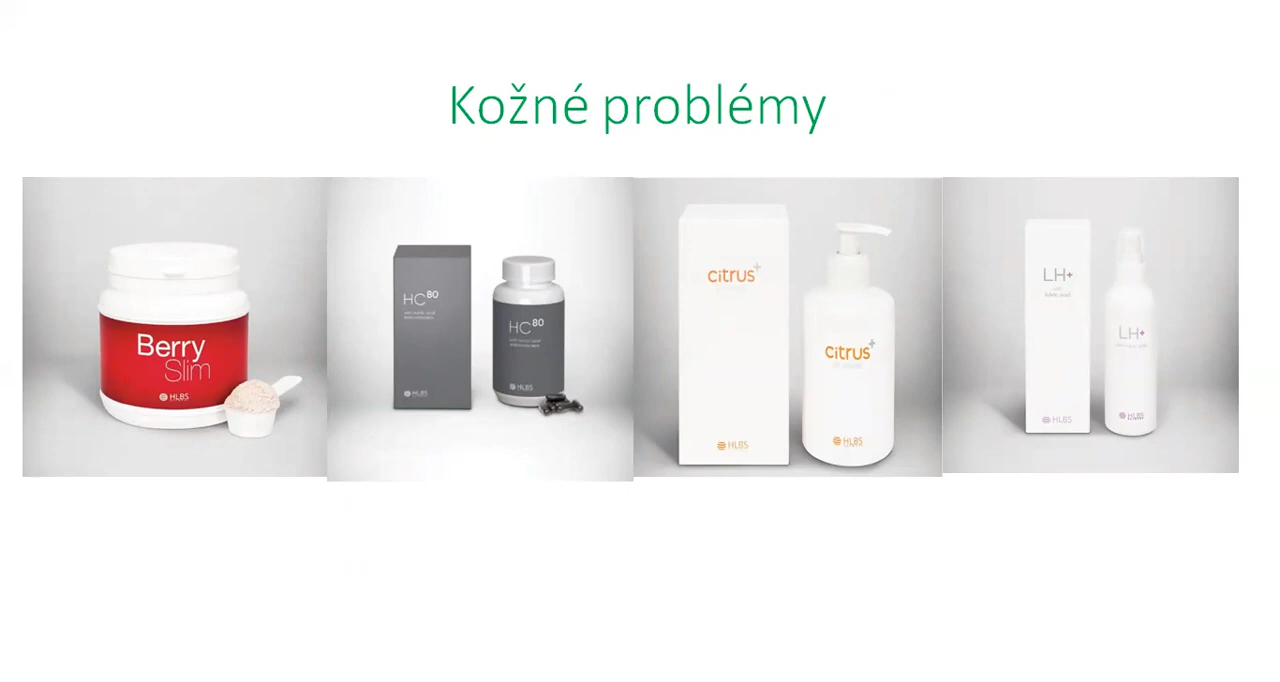 Kožné problémy
Berry
Slim
HLBS
HC80
HLBS
HC80
HLBS
citrus+
HLBS
citrus+
HLBS
LH+
HLBS
LH+
HLBS